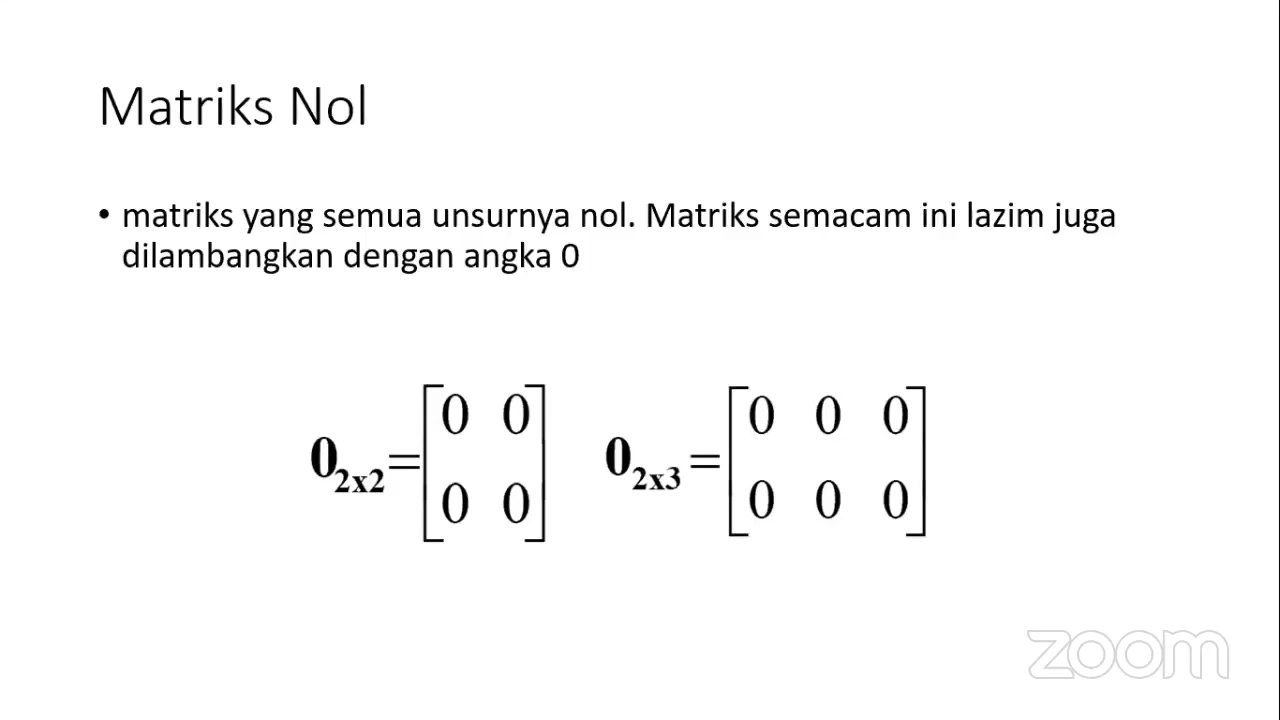 Matriks Nol
• matriks yang semua unsurnya nol. Matriks semacam ini lazim juga
dilambangkan dengan angka 0
0 0
0₂ₓ₂=
0 0
0 0 0
0₂ₓ₃=
0 0 0
zoom